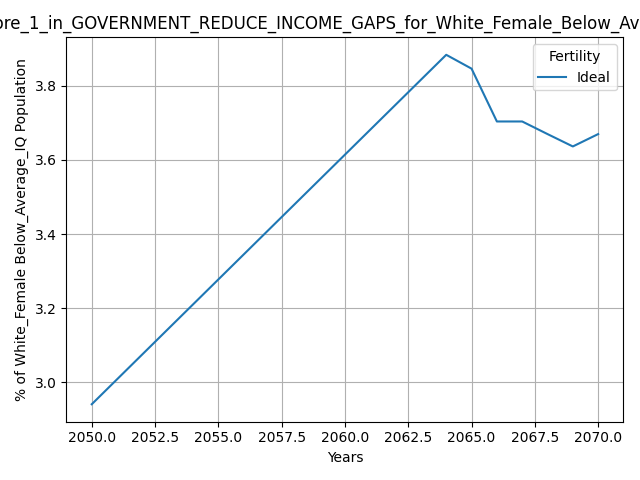 ore_1_in_GOVERNMENT_REDUCE_INCOME_GAPS_for_White_Female_Below_Av
Fertility
Ideal
% of White_Female Below_Average_IQ Population
3.8
3.6
3.4
3.2
3.0
2050.0 2052.5 2055.0 2057.5 2060.0 2062.5 2065.0 2067.5 2070.0
Years